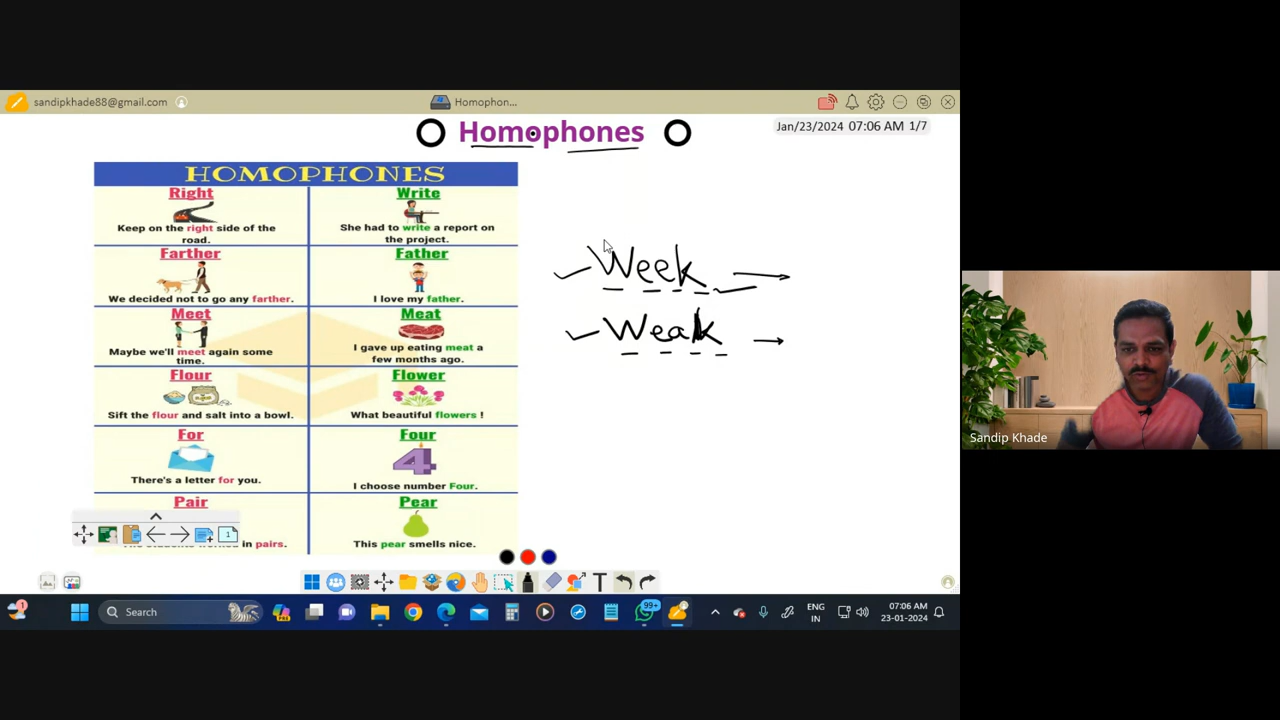 sandipkhade88@gmail.com
Homophon...
Homophones
Jan/23/2024 07:06 AM 1/7
HOMOPHONES
Right
Keep on the right side of the
road.
Write
She had to write a report on
the project.
Farther
We decided not to go any farther.
Father
I love my father.
Meet
Maybe we'll meet again some
time.
Meat
I gave up eating meat a
few months ago.
Flour
Sift the flour and salt into a bowl.
Flower
What beautiful flowers !
For
There's a letter for you.
Four
4
I choose number Four.
Pair
in pairs.
Pear
This pear smells nice.
Week
Weak
Sandip Khade
1
T
1
Search
PRE
99+
ENG
IN
07:06 AM
23-01-2024